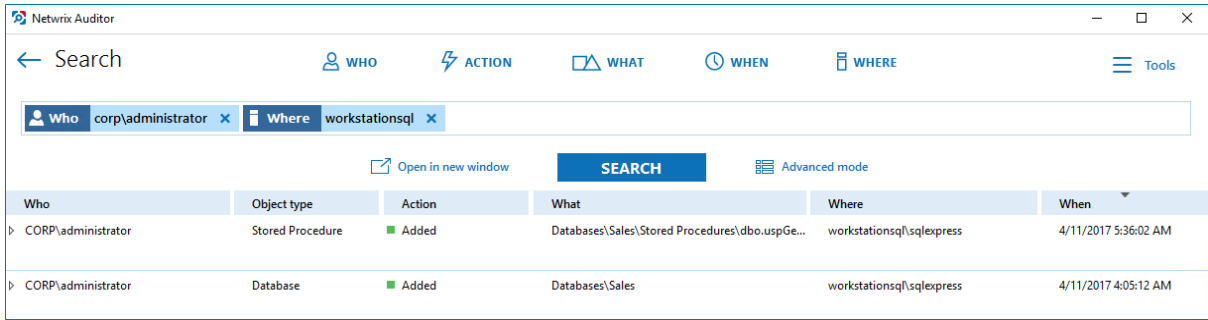 Netwrix Auditor
Search WHO ACTION WHAT WHEN WHERE Tools
Who corp\administrator Where workstationsql
Open in new window SEARCH Advanced mode
Who Object type Action What Where When
CORP\administrator Stored Procedure Added Databases\Sales\Stored Procedures\dbo.uspGe... workstationsql\sqlexpress 4/11/2017 5:36:02 AM
CORP\administrator Database Added Databases\Sales workstationsql\sqlexpress 4/11/2017 4:05:12 AM